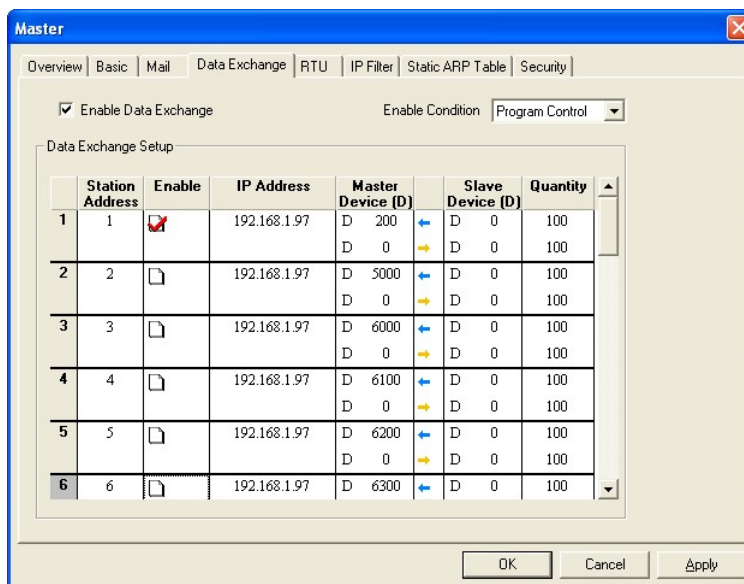 Master
Overview Basic Mail Data Exchange RTU IP Filter Static ARP Table Security
Enable Data Exchange Enable Condition Program Control
Data Exchange Setup
Station Address Enable IP Address Master Device (D) Slave Device (D) Quantity
1 1 192.168.1.97 D 200 D 0 100
D 0 D 0 100
2 2 192.168.1.97 D 5000 D 0 100
D 0 D 0 100
3 3 192.168.1.97 D 6000 D 0 100
D 0 D 0 100
4 4 192.168.1.97 D 6100 D 0 100
D 0 D 0 100
5 5 192.168.1.97 D 6200 D 0 100
D 0 D 0 100
6 6 192.168.1.97 D 6300 D 0 100
OK Cancel Apply